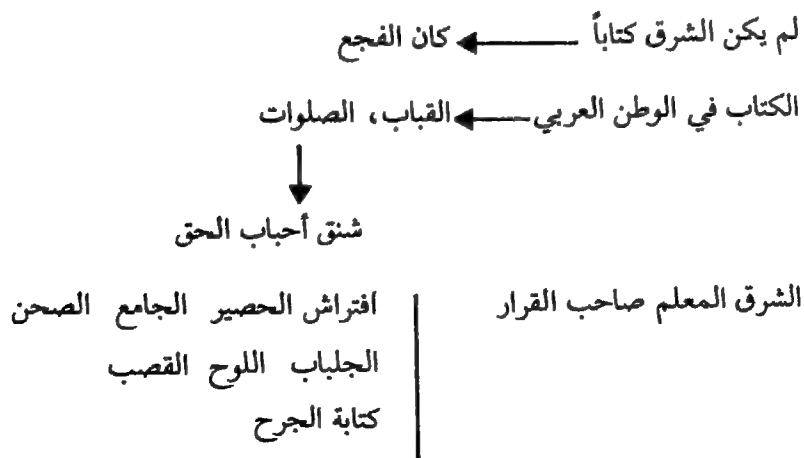 لم يكن الشرق كتاباً كان الفجع
الكتاب في الوطن العربي القباب، الصلوات
شنق أحباب الحق
الشرق المعلم صاحب القرار افتراش الحصير الجامع الصحن
الجلباب اللوح القصب
كتابة الجرح